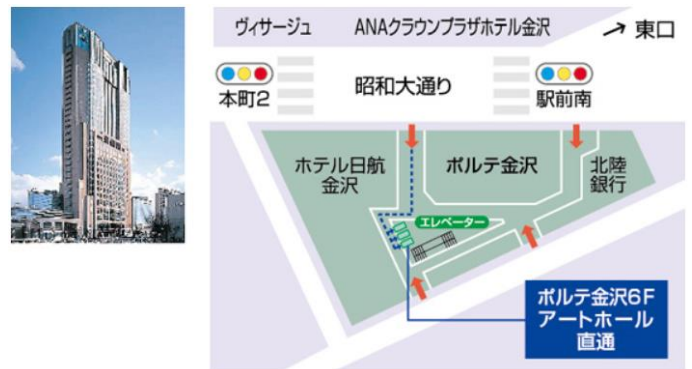 ヴィサージュ
ANAクラウンプラザホテル金沢
東口
本町2
昭和大通り
駅前南
ホテル日航
金沢
ポルテ金沢
北陸
銀行
エレベーター
ポルテ金沢6F
アートホール
直通